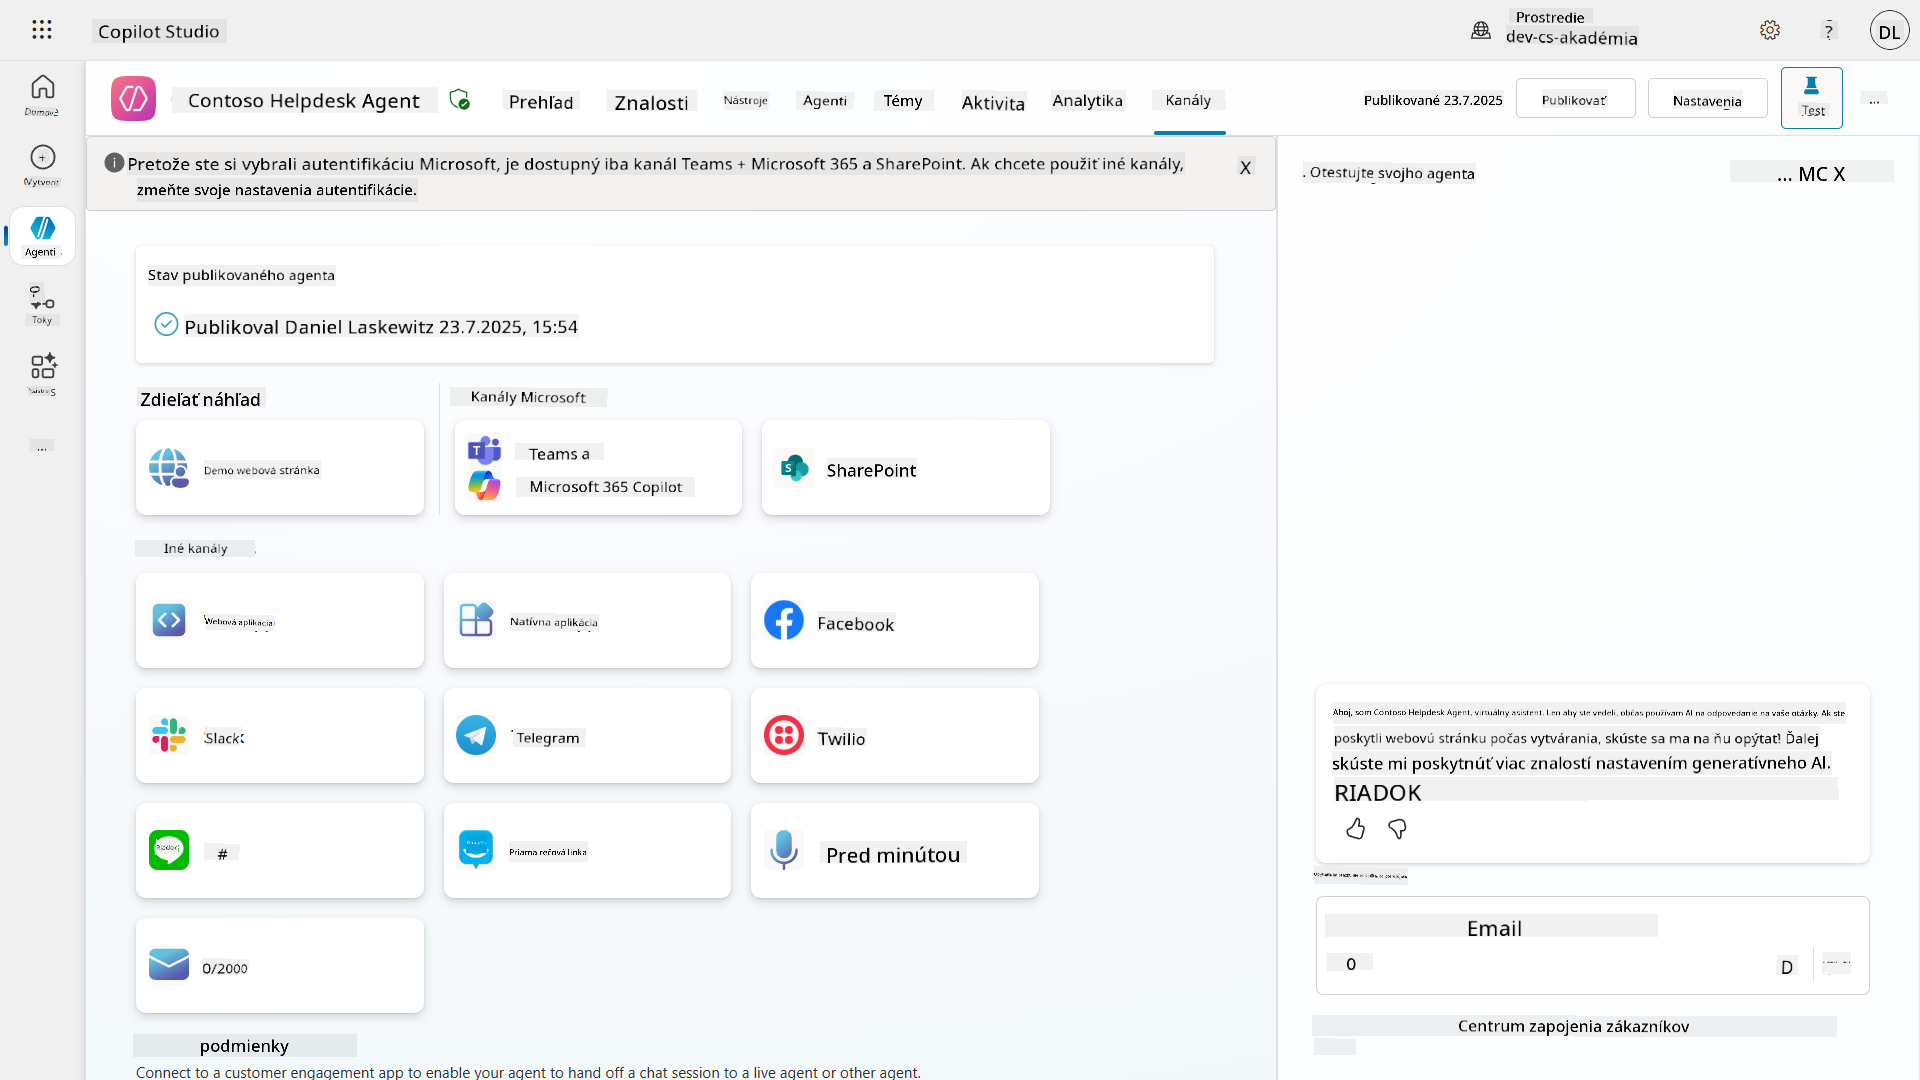 Copilot Studio
Prostredie
dev-cs-akadémia
?
DL
Domov
Vytvoriť
Agenti
Toky
...
Contoso Helpdesk Agent
Prehľad
Znalosti
Nástroje
Agenti
Témy
Aktivita
Analytika
Kanály
Publikované 23.7.2025
Publikovať
Nastavenia
Test
...
Pretože ste si vybrali autentifikáciu Microsoft, je dostupný iba kanál Teams + Microsoft 365 a SharePoint. Ak chcete použiť iné kanály,
zmeňte svoje nastavenia autentifikácie.
X
Stav publikovaného agenta
Publikoval Daniel Laskewitz 23.7.2025, 15:54
Zdieľať náhľad
Kanály Microsoft
Demo webová stránka
Teams a
Microsoft 365 Copilot
SharePoint
Iné kanály
Webová aplikácia
Natívna aplikácia
Facebook
Slack
Telegram
Twilio
#
Priama rečová linka
Pred minútou
0/2000
podmienky
Connect to a customer engagement app to enable your agent to hand off a chat session to a live agent or other agent.
. Otestujte svojho agenta
... MC X
Ahoj, som Contoso Helpdesk Agent, virtuálny asistent. Len aby ste vedeli, občas používam AI na odpovedanie na vaše otázky. Ak ste
poskytli webovú stránku počas vytvárania, skúste sa ma na ňu opýtať! Ďalej
skúste mi poskytnúť viac znalostí nastavením generatívneho AI.
RIADOK
Email
0
D
Centrum zapojenia zákazníkov